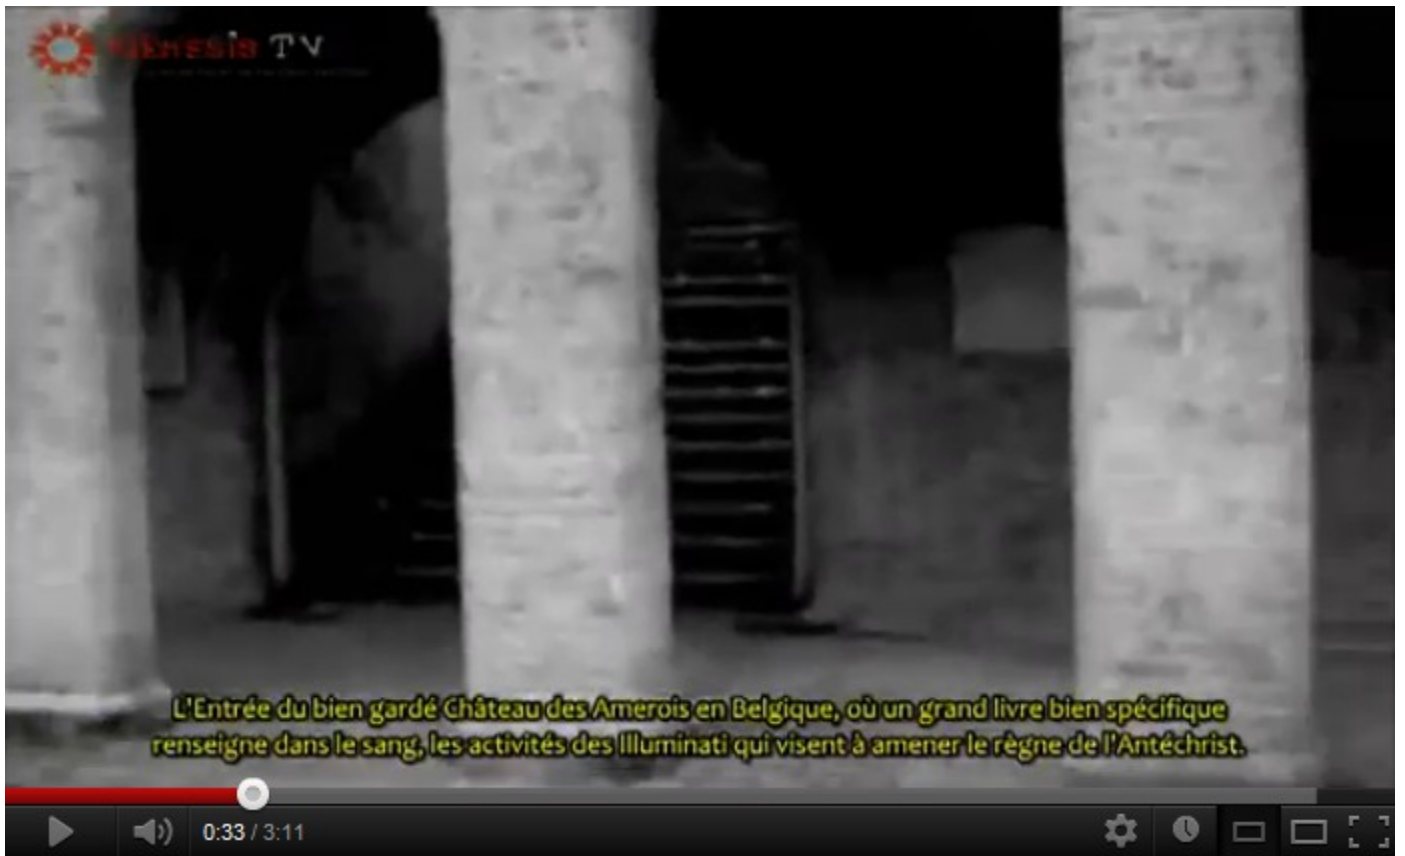 NEMESIS TV
L'Entrée du bien gardé Château des Amerois en Belgique, où un grand livre bien spécifique
renseigne dans le sang, les activités des Illuminati qui visent à amener le règne de l'Antéchrist.
0:33 / 3:11